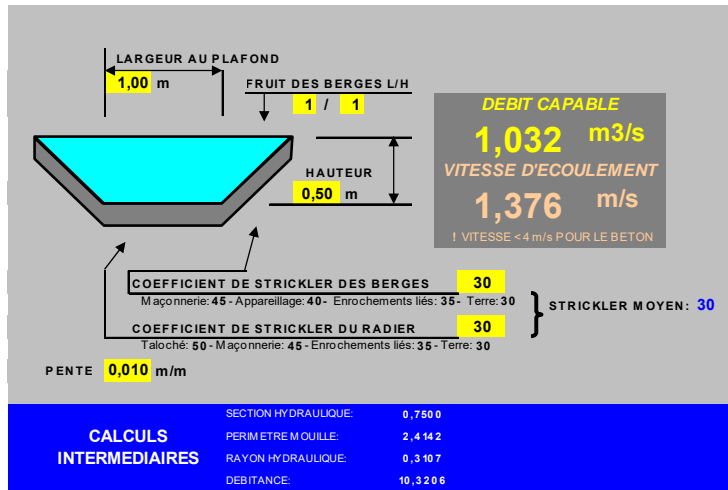 LARGEUR AU PLAFOND
1,00 m
FRUIT DES BERGES L/H
1 / 1
DEBIT CAPABLE
1,032 m3/s
VITESSE D'ECOULEMENT
1,376 m/s
! VITESSE < 4 m/s POUR LE BETON
HAUTEUR
0,50 m
COEFFICIENT DE STRICKLER DES BERGES 30
Maçonnerie: 45 - Appareillage: 40 - Enrochements liés: 35 - Terre: 30
STRICKLER MOYEN: 30
COEFFICIENT DE STRICKLER DU RADIER 30
Taloché: 50 - Maçonnerie: 45 - Enrochements liés: 35 - Terre: 30
PENTE 0,010 m/m
CALCULS INTERMEDIAIRES
SECTION HYDRAULIQUE: 0,7500
PERIMETRE MOUILLE: 2,4142
RAYON HYDRAULIQUE: 0,3107
DEBITANCE: 10,3206